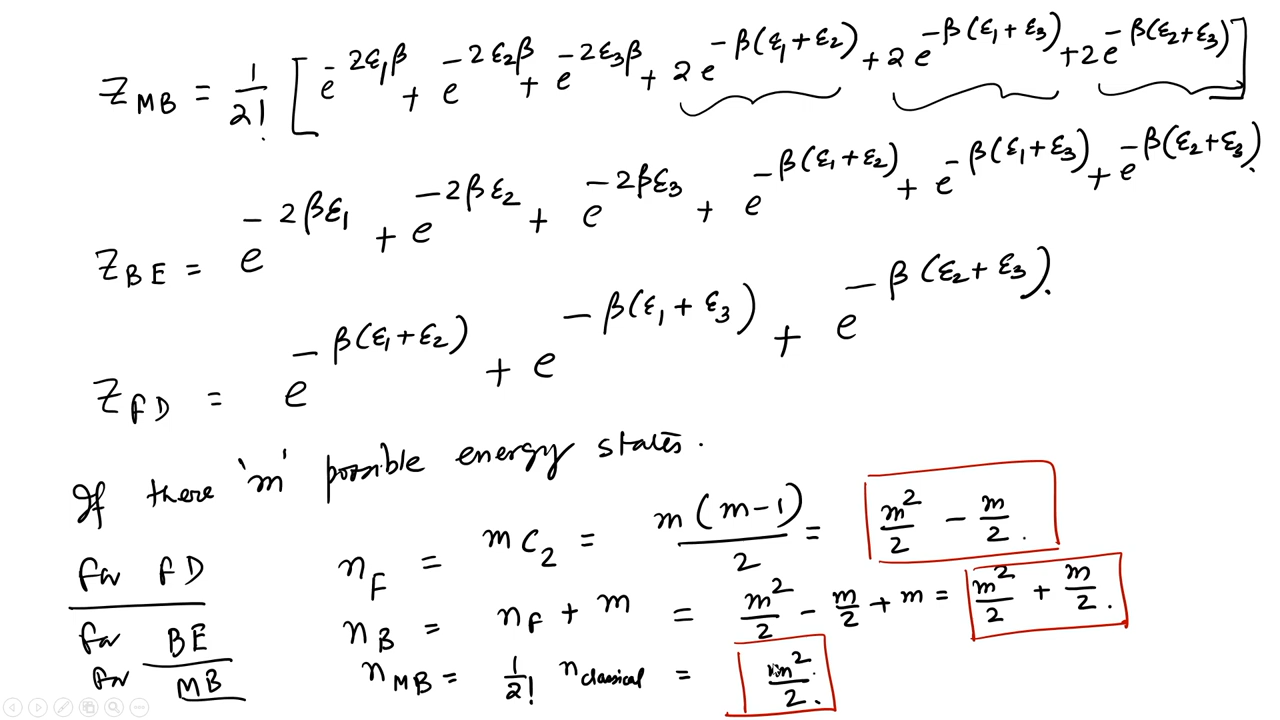 Z_MB = 1/2! [ e^{-2ε₁β} + e^{-2ε₂β} + e^{-2ε₃β} + 2e^{-β(ε₁+ε₂)} + 2e^{-β(ε₁+ε₃)} + 2e^{-β(ε₂+ε₃)} ]
Z_BE = e^{-2βε₁} + e^{-2βε₂} + e^{-2βε₃} + e^{-β(ε₁+ε₂)} + e^{-β(ε₁+ε₃)} + e^{-β(ε₂+ε₃)}.
Z_FD = e^{-β(ε₁+ε₂)} + e^{-β(ε₁+ε₃)} + e^{-β(ε₂+ε₃)}.
If there 'm' possible energy states.
for FD n_F = mC₂ = m(m-1)/2 = m²/2 - m/2.
for BE n_B = n_F + m = m²/2 - m/2 + m = m²/2 + m/2.
for MB n_MB = 1/2! n_classical = m²/2.